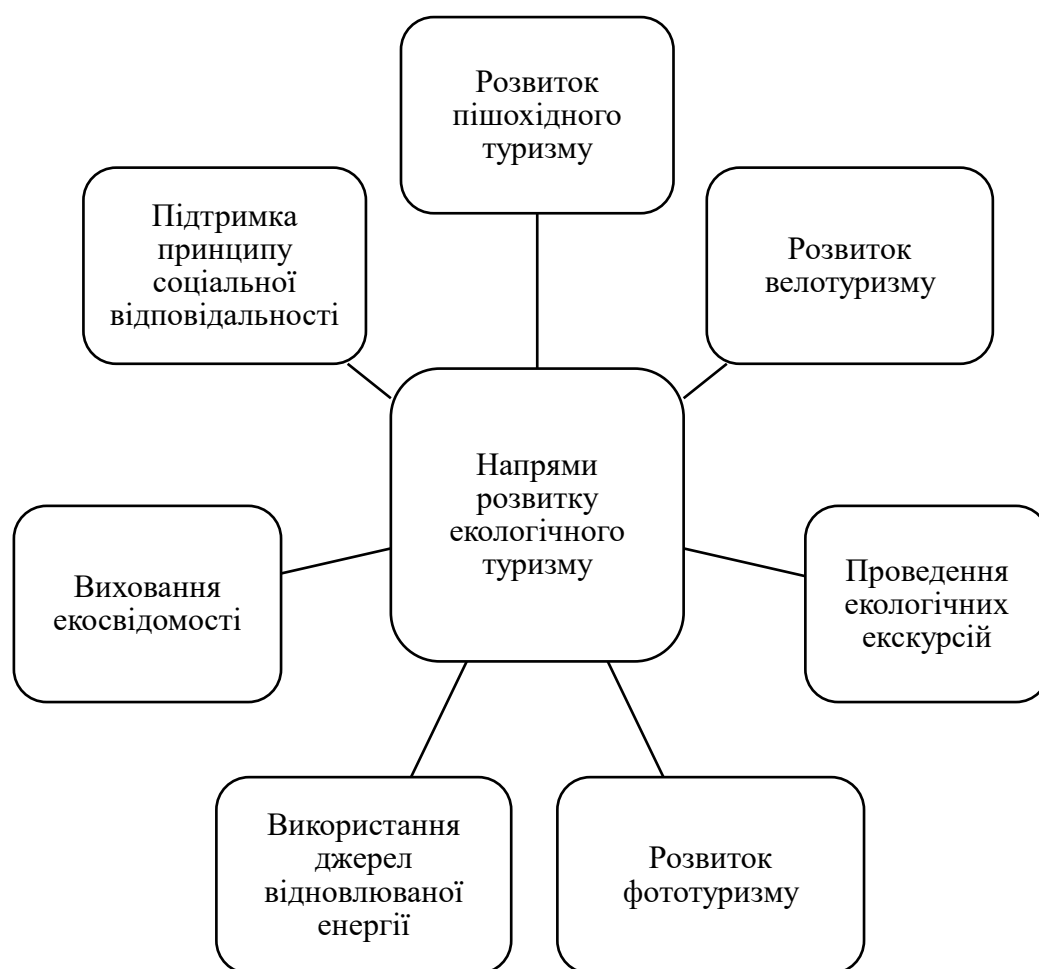 Розвиток
пішохідного
туризму
Підтримка
принципу
соціальної
відповідальності
Розвиток
велотуризму
Напрями
розвитку
екологічного
туризму
Виховання
екосвідомості
Проведення
екологічних
екскурсій
Використання
джерел
відновлюваної
енергії
Розвиток
фототуризму